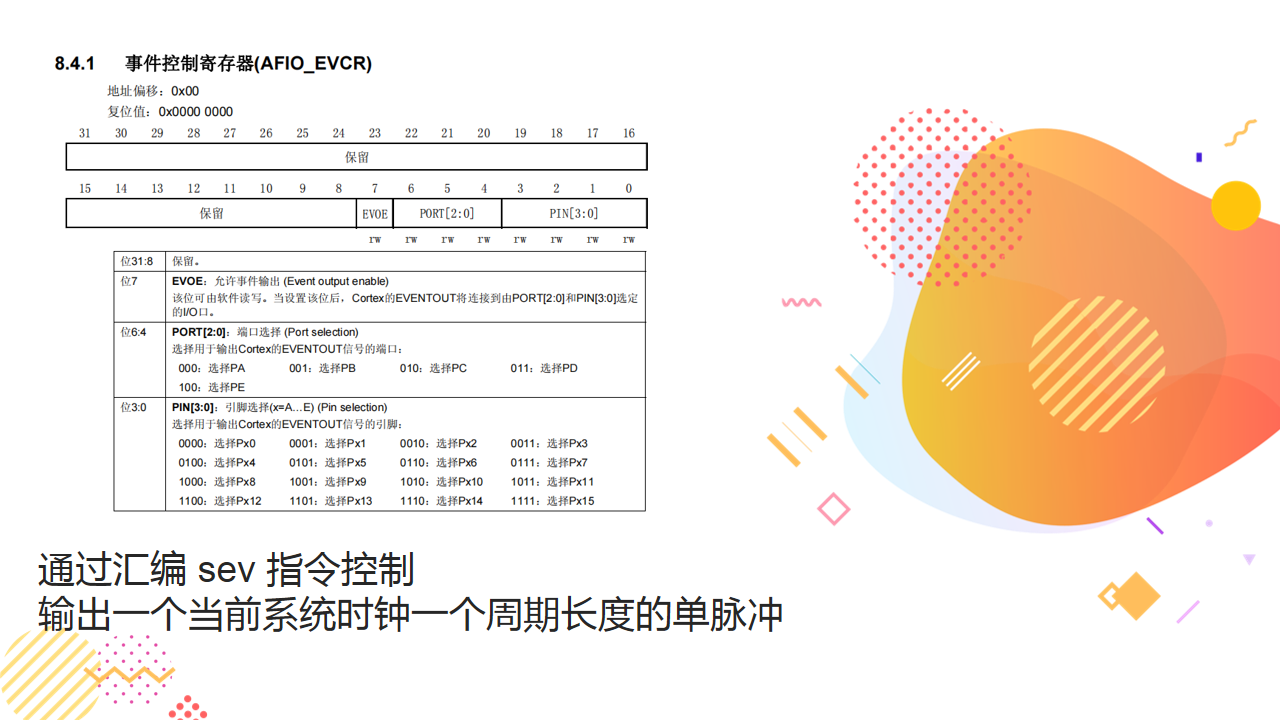 8.4.1 事件控制寄存器(AFIO_EVCR)
地址偏移：0x00
复位值：0x0000 0000
31 30 29 28 27 26 25 24 23 22 21 20 19 18 17 16
保留
15 14 13 12 11 10 9 8 7 6 5 4 3 2 1 0
保留 EVOE PORT[2:0] PIN[3:0]
rw rw rw rw rw rw rw rw
位31:8 保留。
位7 EVOE：允许事件输出 (Event output enable)
该位可由软件读写。当设置该位后，Cortex的EVENTOUT将连接到由PORT[2:0]和PIN[3:0]选定
的I/O口。
位6:4 PORT[2:0]：端口选择 (Port selection)
选择用于输出Cortex的EVENTOUT信号的端口：
000：选择PA 001：选择PB 010：选择PC 011：选择PD
100：选择PE
位3:0 PIN[3:0]：引脚选择(x=A…E) (Pin selection)
选择用于输出Cortex的EVENTOUT信号的引脚：
0000：选择Px0 0001：选择Px1 0010：选择Px2 0011：选择Px3
0100：选择Px4 0101：选择Px5 0110：选择Px6 0111：选择Px7
1000：选择Px8 1001：选择Px9 1010：选择Px10 1011：选择Px11
1100：选择Px12 1101：选择Px13 1110：选择Px14 1111：选择Px15
通过汇编 sev 指令控制
输出一个当前系统时钟一个周期长度的单脉冲